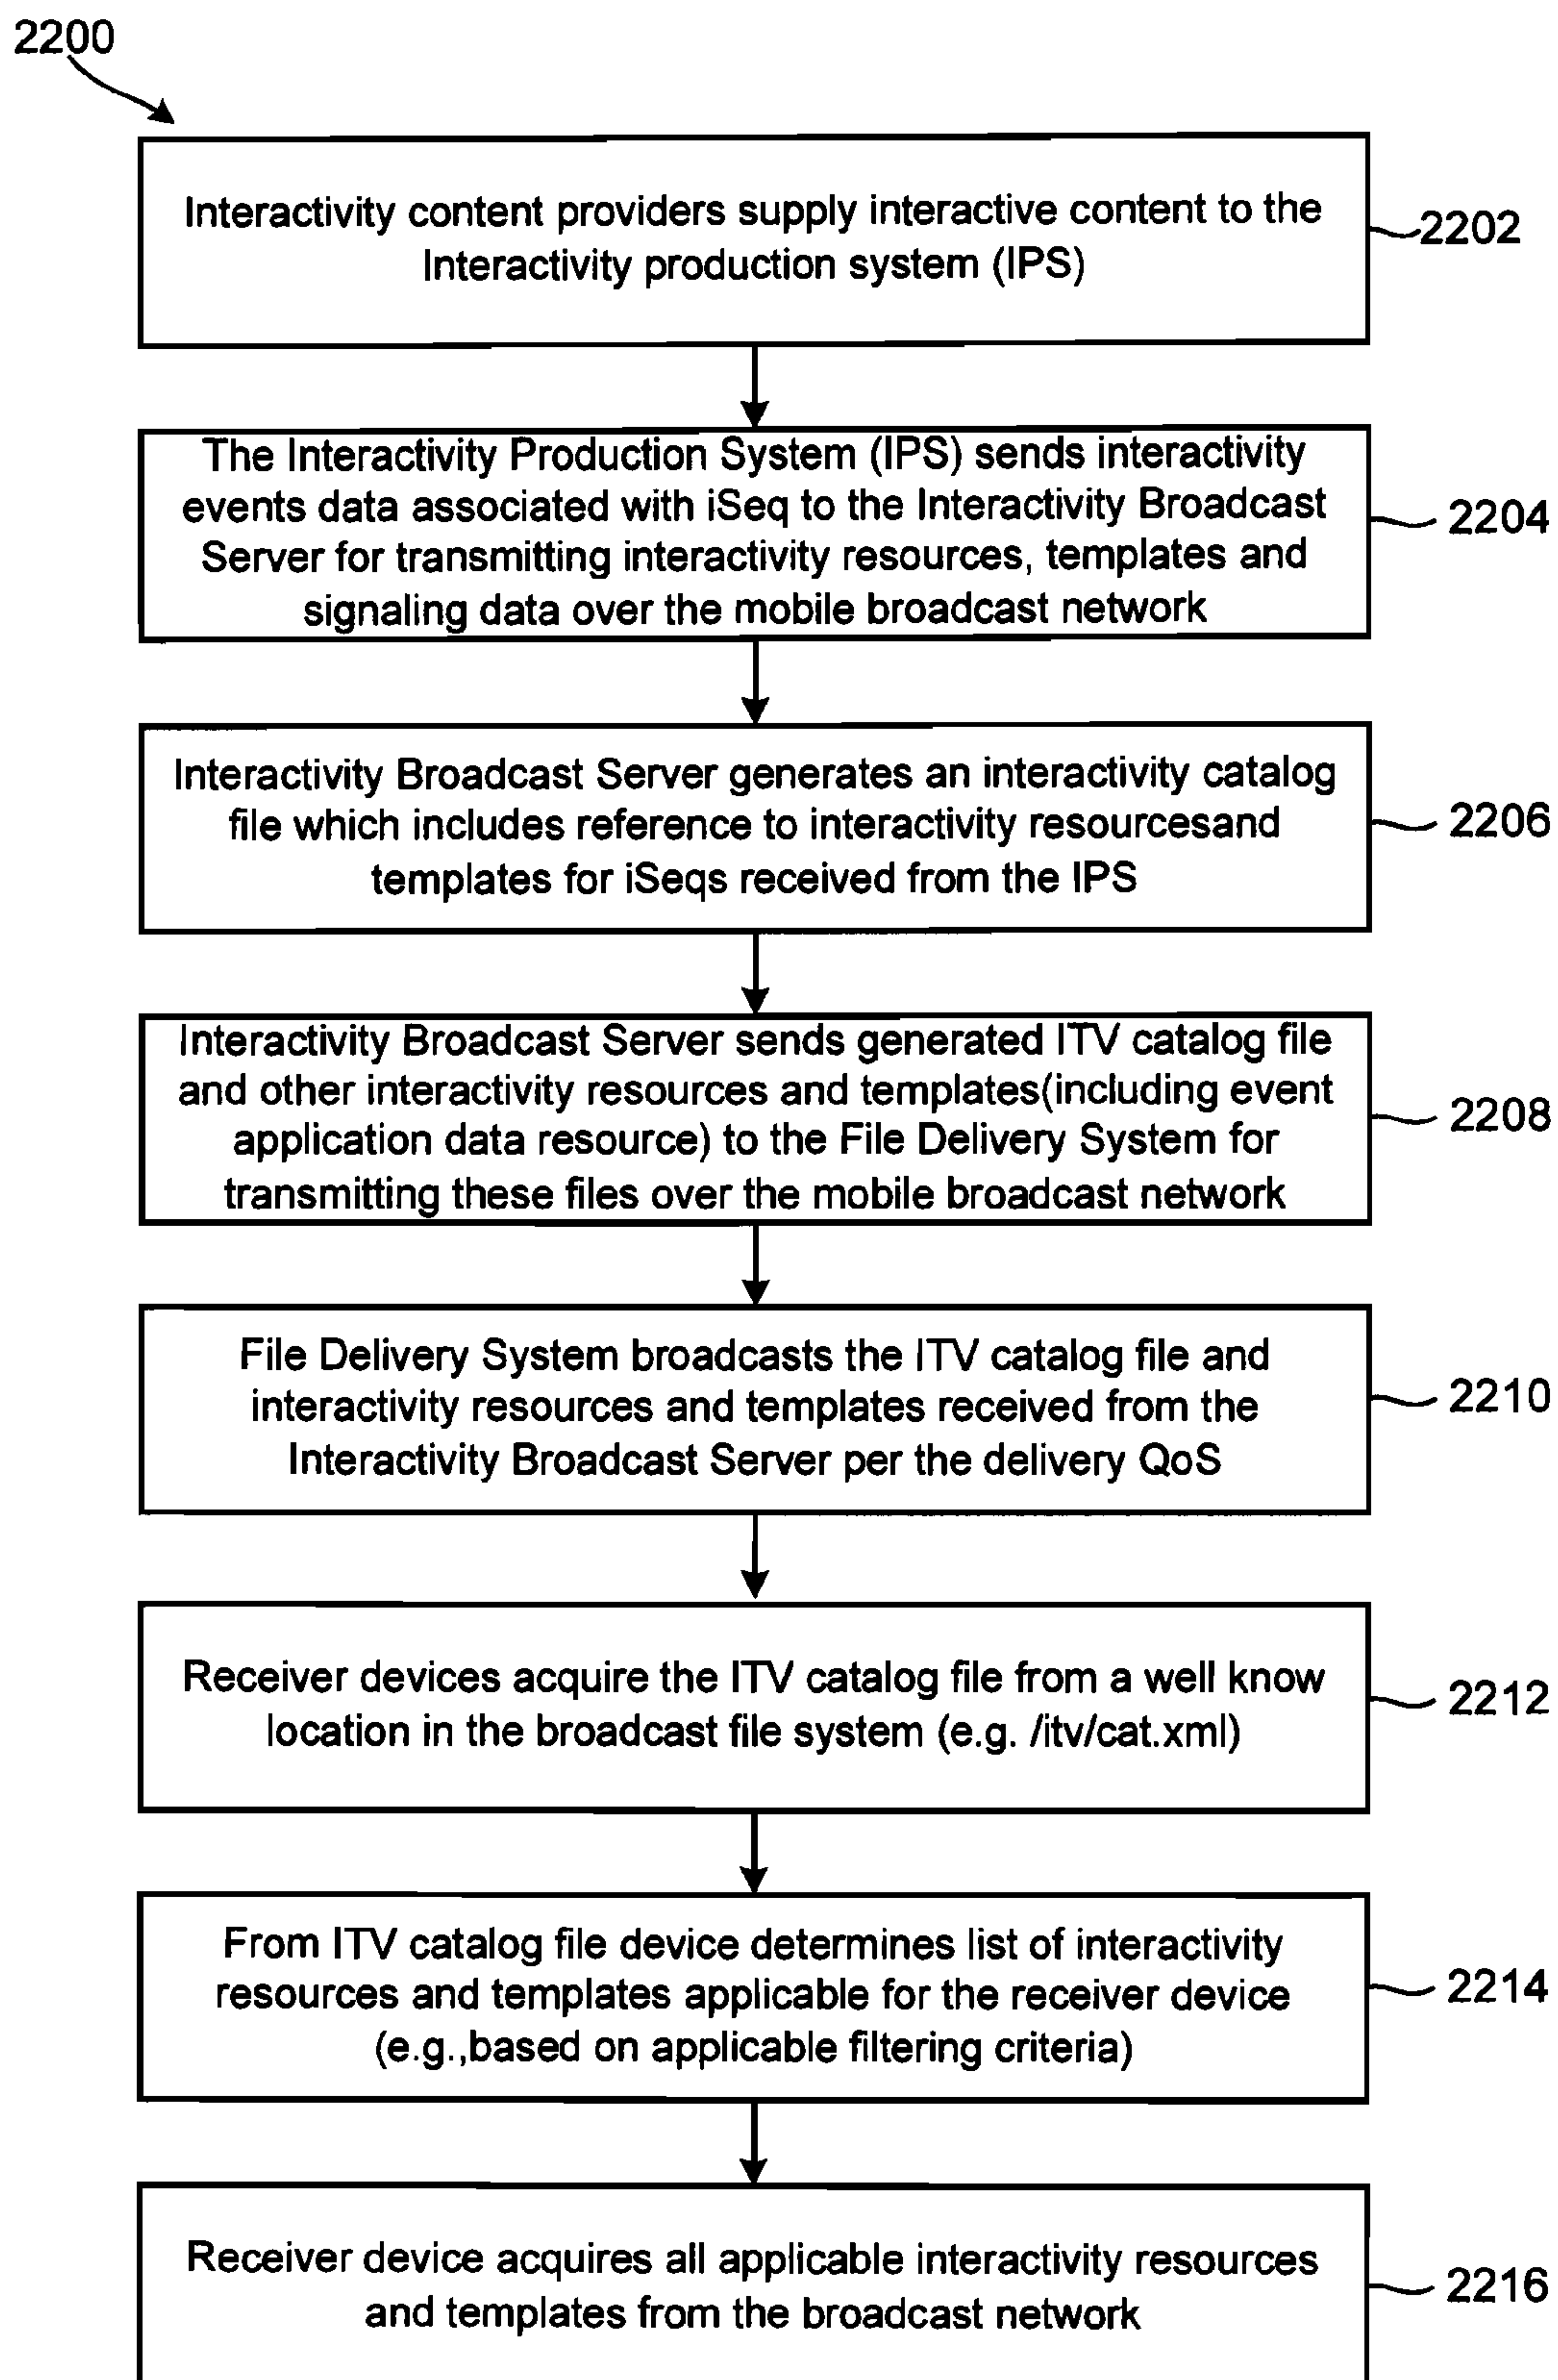 2200
Interactivity content providers supply interactive content to the
Interactivity production system (IPS)
2202
The Interactivity Production System (IPS) sends interactivity
events data associated with iSeq to the Interactivity Broadcast
Server for transmitting interactivity resources, templates and
signaling data over the mobile broadcast network
2204
Interactivity Broadcast Server generates an interactivity catalog
file which includes reference to interactivity resourcesand
templates for iSeqs received from the IPS
2206
Interactivity Broadcast Server sends generated ITV catalog file
and other interactivity resources and templates(including event
application data resource) to the File Delivery System for
transmitting these files over the mobile broadcast network
2208
File Delivery System broadcasts the ITV catalog file and
interactivity resources and templates received from the
Interactivity Broadcast Server per the delivery QoS
2210
Receiver devices acquire the ITV catalog file from a well know
location in the broadcast file system (e.g. /itv/cat.xml)
2212
From ITV catalog file device determines list of interactivity
resources and templates applicable for the receiver device
(e.g.,based on applicable filtering criteria)
2214
Receiver device acquires all applicable interactivity resources
and templates from the broadcast network
2216